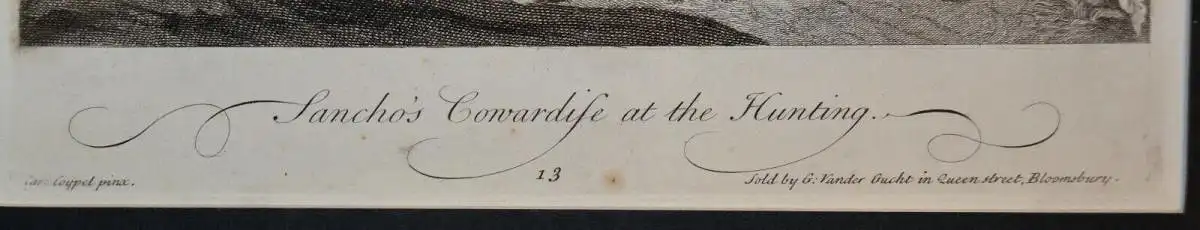 Sancho's Cowardiſe at the Hunting.
Coypel pinx.
13
Sold by G: Vander Gucht in Queen street, Bloomsbury.